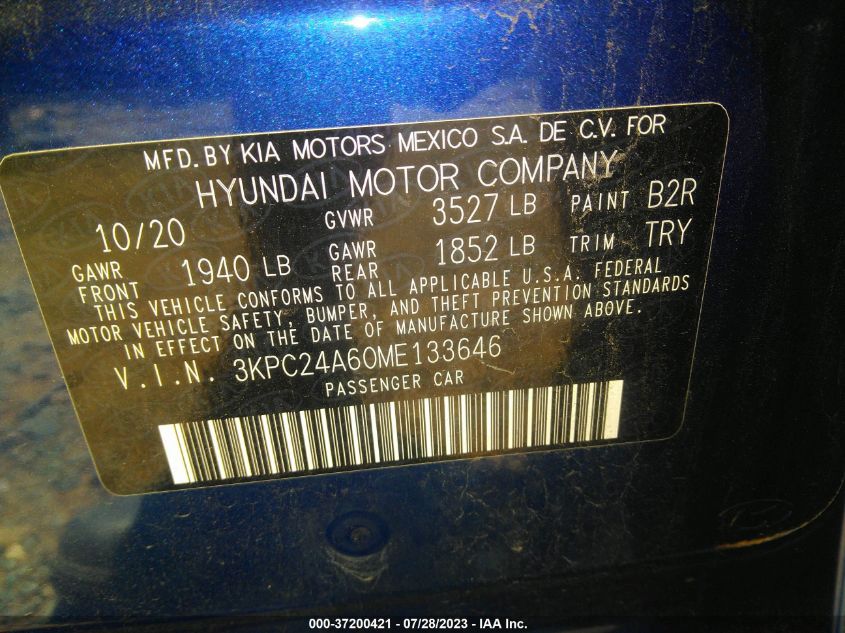 MFD. BY KIA MOTORS MEXICO S.A. DE C.V. FOR
HYUNDAI MOTOR COMPANY
10/20 GVWR 3527 LB PAINT B2R
GAWR FRONT 1940 LB GAWR REAR 1852 LB TRIM TRY
THIS VEHICLE CONFORMS TO ALL APPLICABLE U.S.A. FEDERAL
MOTOR VEHICLE SAFETY, BUMPER, AND THEFT PREVENTION STANDARDS
IN EFFECT ON THE DATE OF MANUFACTURE SHOWN ABOVE.
V.I.N. 3KPC24A60ME133646
PASSENGER CAR
000-37200421 - 07/28/2023 - IAA Inc.